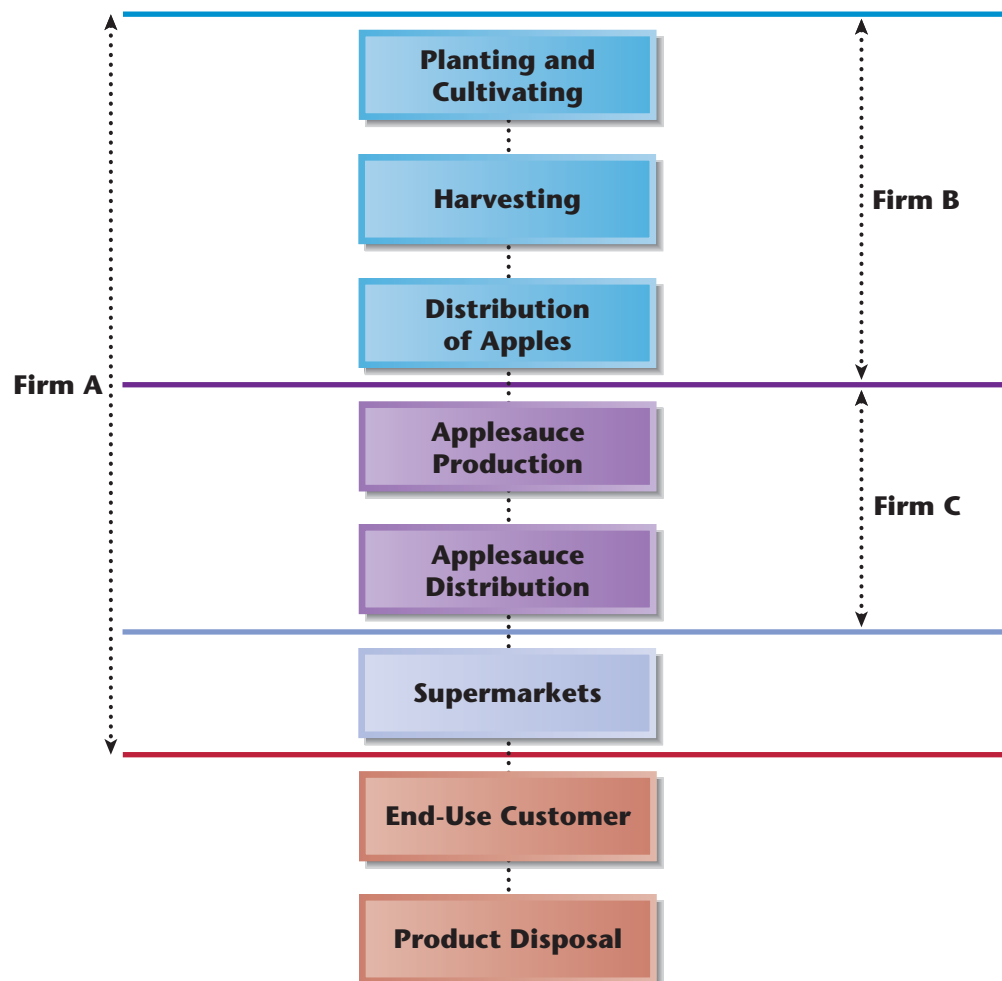 Planting and
Cultivating
Harvesting
Firm B
Distribution
of Apples
Firm A
Applesauce
Production
Firm C
Applesauce
Distribution
Supermarkets
End-Use Customer
Product Disposal